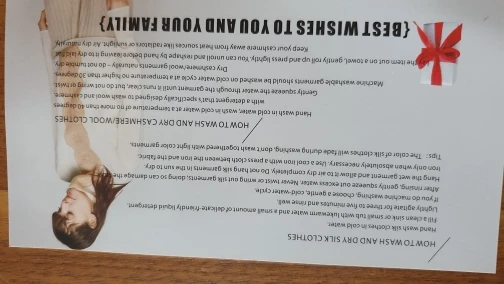 HOW TO WASH AND DRY SILK CLOTHES
Hand wash silk clothes in cold water.
Fill a clean sink or small tub with lukewarm water and a small amount of delicate-friendly liquid detergent.
Lightly agitate for three to five minutes and rinse well.
If you do machine washing, choose a gentle, cold water cycle.
After rinsing, gently squeeze out excess water. Never twist or wring out silk garments; doing so can damage the
Hang the wet garment and allow it to air dry completely. Do not hang silk garments in the sun to dry.
Iron only when absolutely necessary. Use a cool iron with a press cloth between the iron and the fabric.
Tips: The color of silk clothes will fade during washing, don't wash togethered with light color garments.
HOW TO WASH AND DRY CASHMERE/WOOL CLOTHES
Hand wash in cold water, wash in cold water at a temperature of no more than 40 degrees
with a detergent that's specifically designed to wash wool and cashmere
Gently squeeze the water through the garment until it runs clear, but do not wring or twist.
Machine washable garments should be washed on cold water cycle at a temperature no higher than 30 degrees
Dry cashmere/wool garments naturally – do not tumble dry
the item out on a towel, gently roll up and press lightly. You can unroll and reshape by hand before leaving it to dry laid flat
Keep your cashmere away from heat sources like radiators or sunlight. Air dry naturally.
{BEST WISHES TO YOU AND YOUR FAMILY}